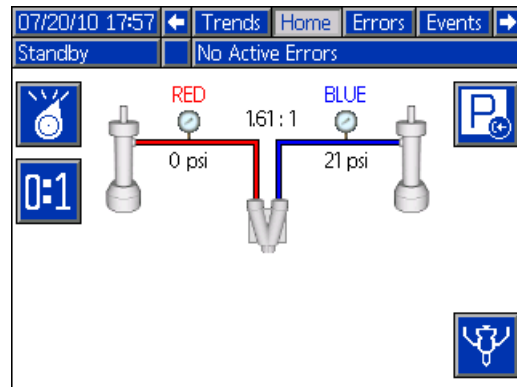 07/20/10 17:57 Trends Home Errors Events
Standby No Active Errors
RED BLUE
1.61 : 1
0 psi 21 psi
P
0:1